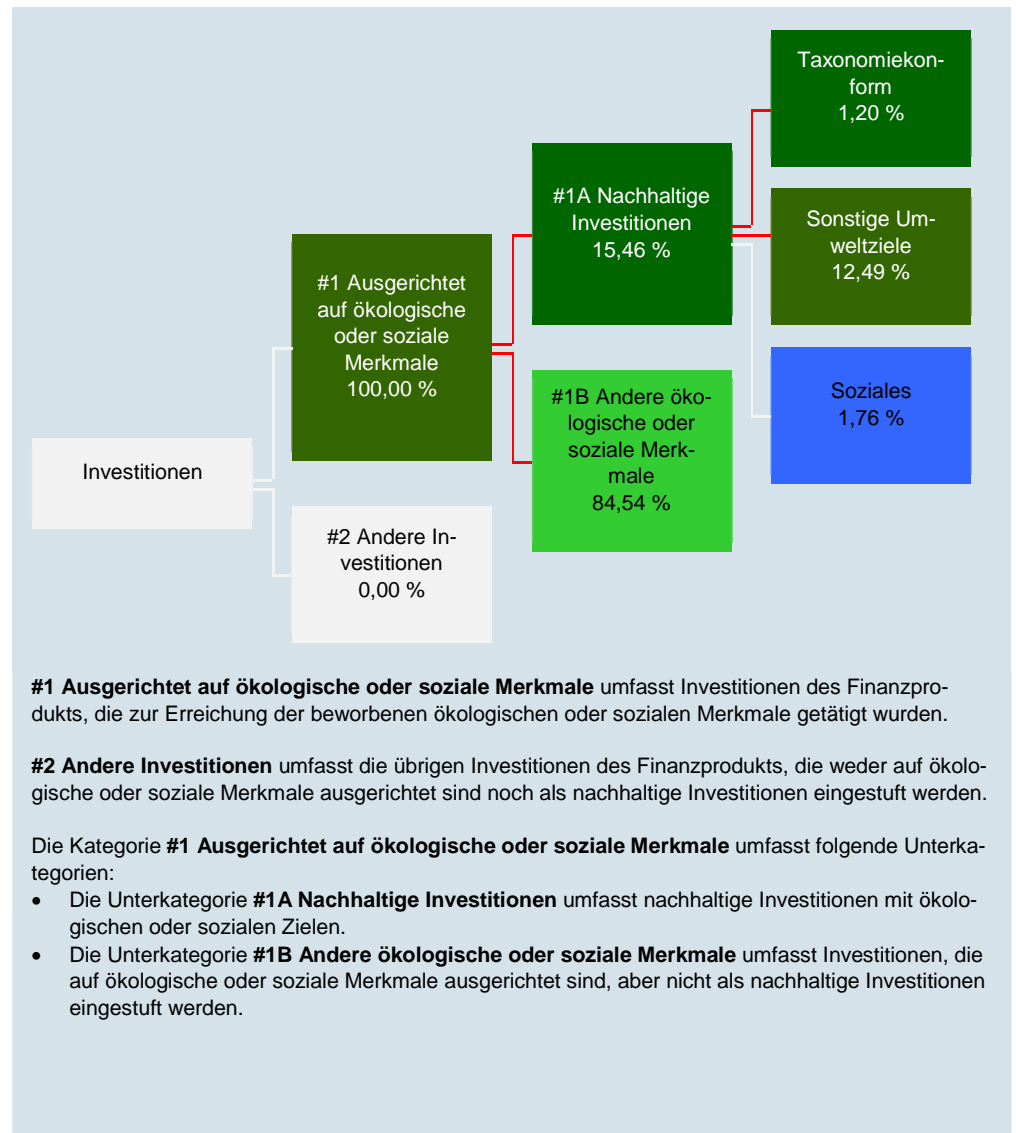 Taxonomiekon-
form
1,20 %
#1A Nachhaltige
Investitionen
15,46 %
Sonstige Um-
weltziele
12,49 %
#1 Ausgerichtet
auf ökologische
oder soziale
Merkmale
100,00 %
#1B Andere öko-
logische oder
soziale Merk-
male
84,54 %
Soziales
1,76 %
Investitionen
#2 Andere In-
vestitionen
0,00 %
#1 Ausgerichtet auf ökologische oder soziale Merkmale umfasst Investitionen des Finanzpro-
dukts, die zur Erreichung der beworbenen ökologischen oder sozialen Merkmale getätigt wurden.
#2 Andere Investitionen umfasst die übrigen Investitionen des Finanzprodukts, die weder auf ökolo-
gische oder soziale Merkmale ausgerichtet sind noch als nachhaltige Investitionen eingestuft werden.
Die Kategorie #1 Ausgerichtet auf ökologische oder soziale Merkmale umfasst folgende Unterka-
tegorien:
• Die Unterkategorie #1A Nachhaltige Investitionen umfasst nachhaltige Investitionen mit ökolo-
gischen oder sozialen Zielen.
• Die Unterkategorie #1B Andere ökologische oder soziale Merkmale umfasst Investitionen, die
auf ökologische oder soziale Merkmale ausgerichtet sind, aber nicht als nachhaltige Investitionen
eingestuft werden.